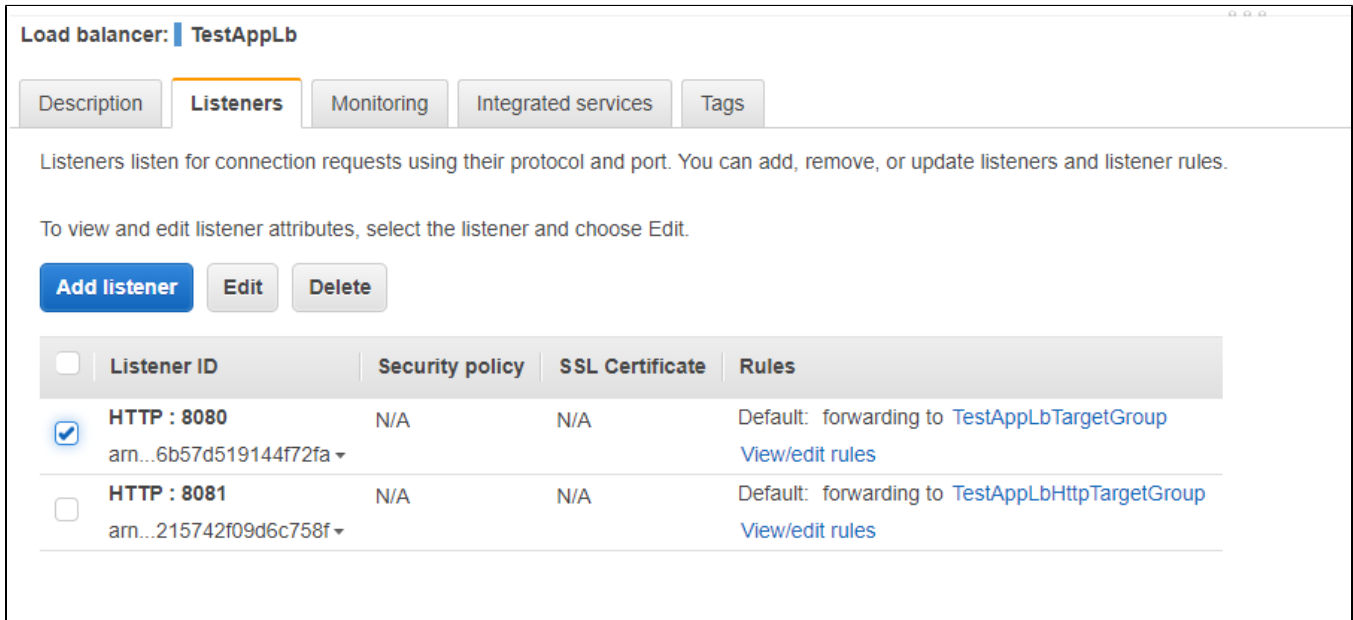 Load balancer: TestAppLb
Description Listeners Monitoring Integrated services Tags
Listeners listen for connection requests using their protocol and port. You can add, remove, or update listeners and listener rules.
To view and edit listener attributes, select the listener and choose Edit.
Add listener Edit Delete
Listener ID Security policy SSL Certificate Rules
HTTP : 8080 N/A N/A Default: forwarding to TestAppLbTargetGroup
arn...6b57d519144f72fa View/edit rules
HTTP : 8081 N/A N/A Default: forwarding to TestAppLbHttpTargetGroup
arn...215742f09d6c758f View/edit rules